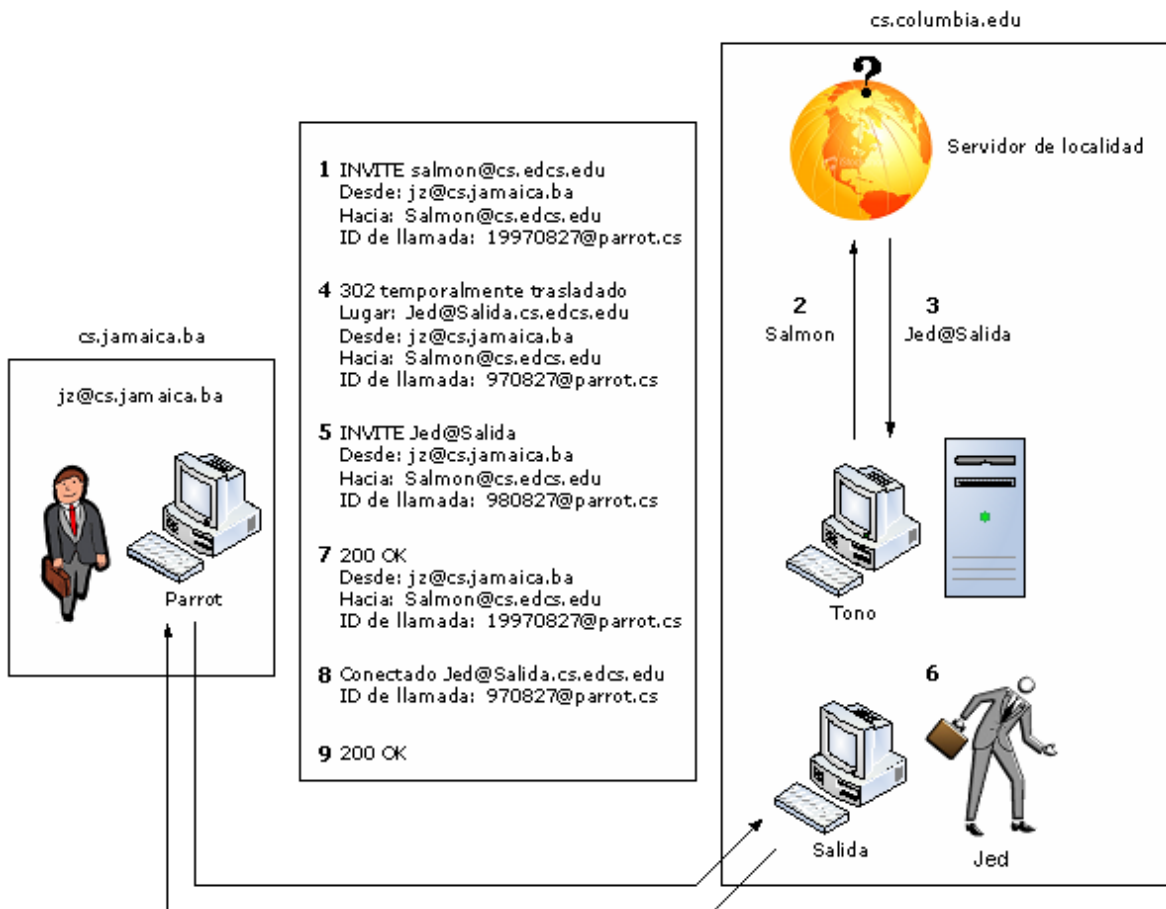 cs.columbia.edu
?
Servidor de localidad
1 INVITE salmon@cs.edcs.edu
Desde: jz@cs.jamaica.ba
Hacia: Salmon@cs.edcs.edu
ID de llamada: 19970827@parrot.cs
4 302 temporalmente trasladado
Lugar: Jed@Salida.cs.edcs.edu
Desde: jz@cs.jamaica.ba
Hacia: Salmon@cs.edcs.edu
ID de llamada: 970827@parrot.cs
5 INVITE Jed@Salida
Desde: jz@cs.jamaica.ba
Hacia: Salmon@cs.edcs.edu
ID de llamada: 980827@parrot.cs
7 200 OK
Desde: jz@cs.jamaica.ba
Hacia: Salmon@cs.edcs.edu
ID de llamada: 19970827@parrot.cs
8 Conectado Jed@Salida.cs.edcs.edu
ID de llamada: 970827@parrot.cs
9 200 OK
cs.jamaica.ba
jz@cs.jamaica.ba
Parrot
2
Salmon
3
Jed@Salida
Tono
6
Salida
Jed